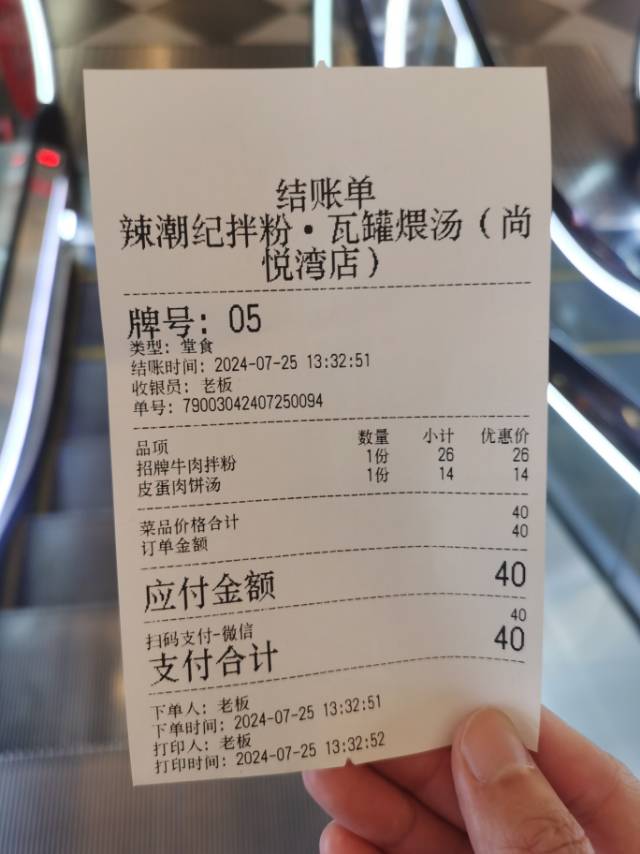 结账单
辣潮纪拌粉·瓦罐煨汤（尚
悦湾店）
牌号: 05
类型: 堂食
结账时间: 2024-07-25 13:32:51
收银员: 老板
单号: 79003042407250094
品项 数量 小计 优惠价
招牌牛肉拌粉 1份 26 26
皮蛋肉饼汤 1份 14 14
菜品价格合计 40
订单金额 40
应付金额 40
扫码支付-微信 40
支付合计 40
下单人: 老板
下单时间: 2024-07-25 13:32:51
打印人: 老板
打印时间: 2024-07-25 13:32:52